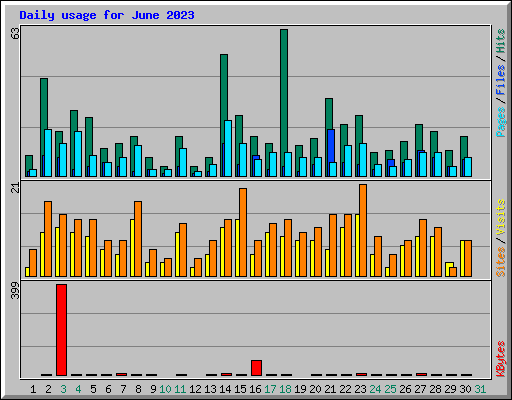 Daily usage for June 2023
63
Pages / Files / Hits
21
Sites / Visits
399
KBytes
1 2 3 4 5 6 7 8 9 10 11 12 13 14 15 16 17 18 19 20 21 22 23 24 25 26 27 28 29 30 31